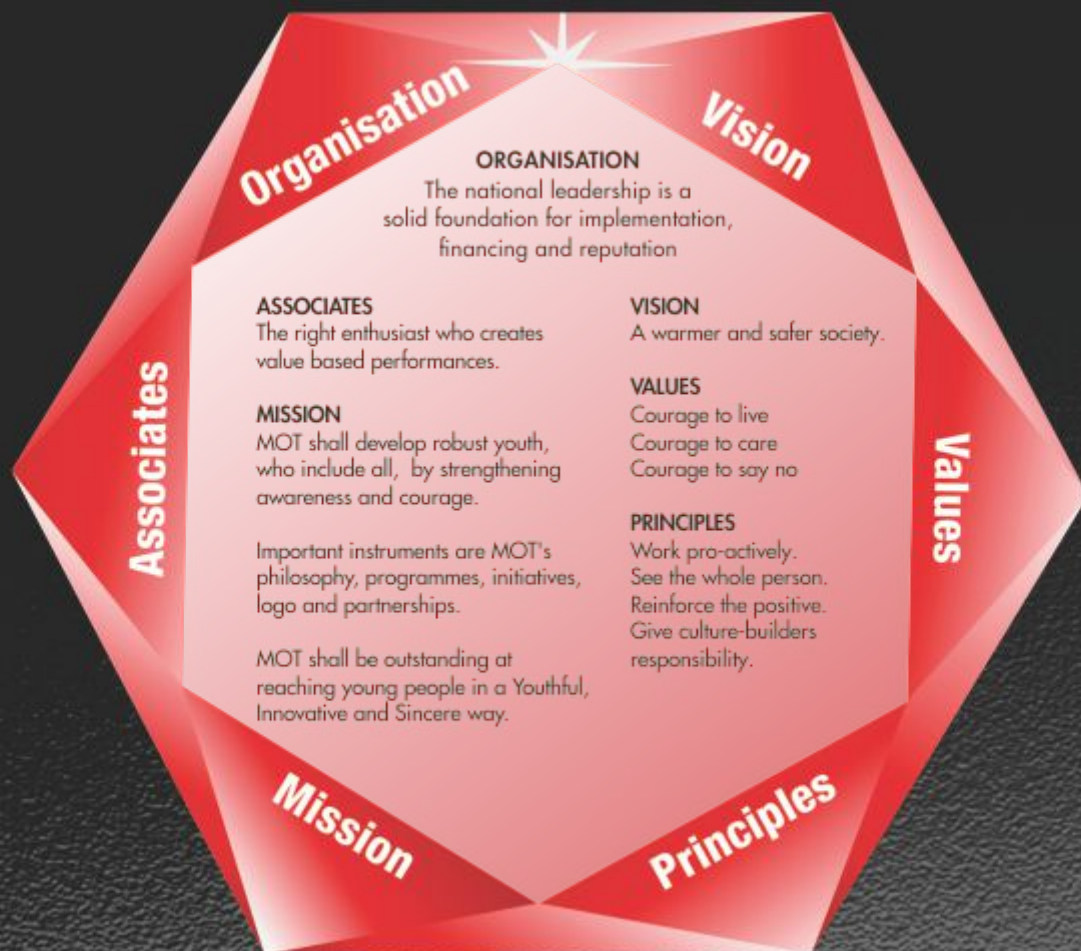 Organisation
Vision
ORGANISATION
The national leadership is a
solid foundation for implementation,
financing and reputation
ASSOCIATES
The right enthusiast who creates
value based performances.
MISSION
MOT shall develop robust youth,
who include all, by strengthening
awareness and courage.
Important instruments are MOT's
philosophy, programmes, initiatives,
logo and partnerships.
MOT shall be outstanding at
reaching young people in a Youthful,
Innovative and Sincere way.
VISION
A warmer and safer society.
VALUES
Courage to live
Courage to care
Courage to say no
PRINCIPLES
Work pro-actively.
See the whole person.
Reinforce the positive.
Give culture-builders
responsibility.
Associates
Values
Mission
Principles